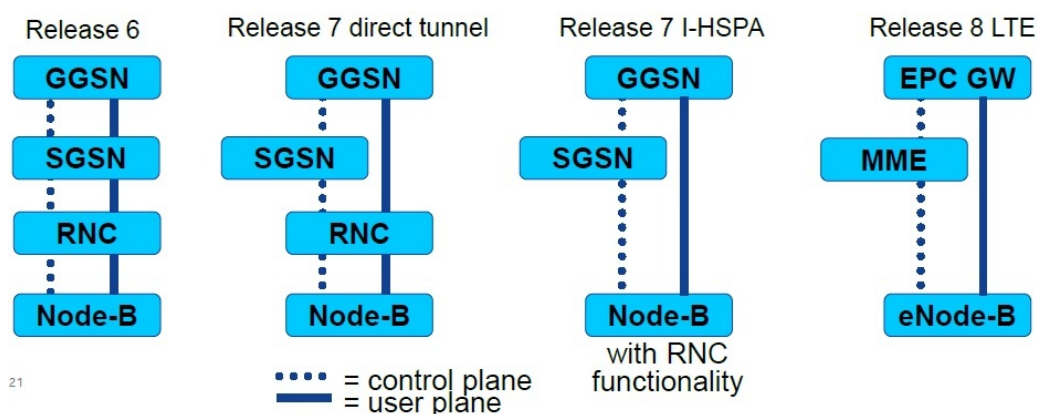 Release 6
GGSN
SGSN
RNC
Node-B
Release 7 direct tunnel
GGSN
SGSN
RNC
Node-B
Release 7 I-HSPA
GGSN
SGSN
Node-B
with RNC
functionality
Release 8 LTE
EPC GW
MME
eNode-B
= control plane
= user plane
21